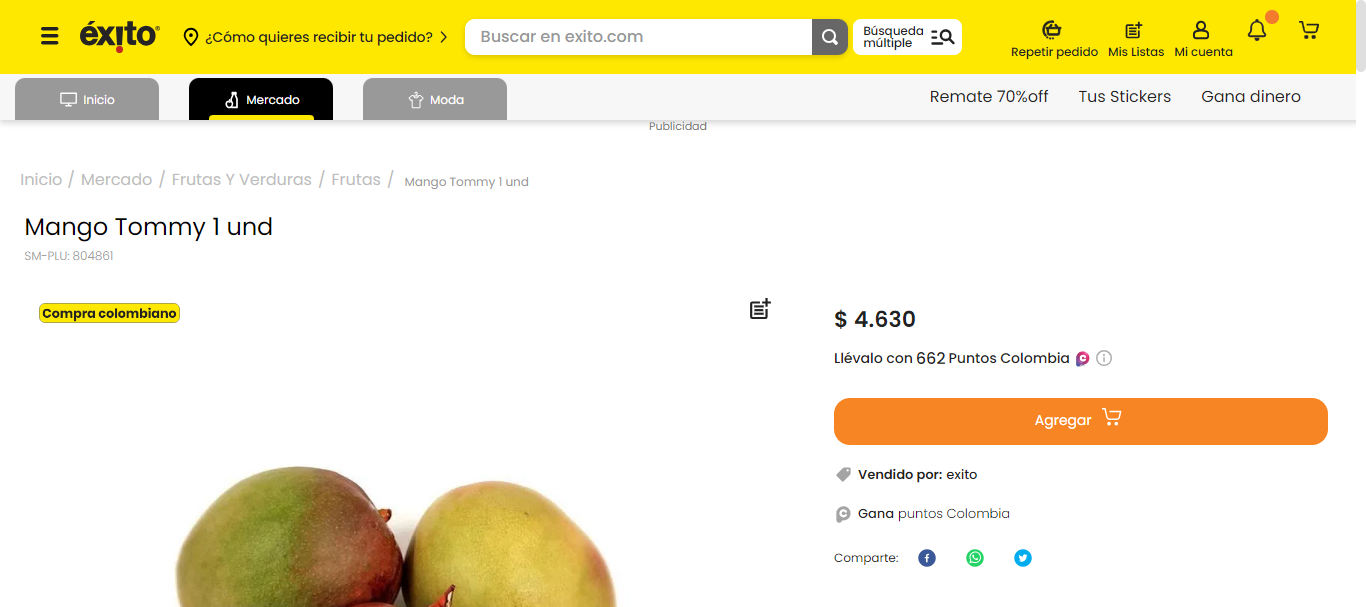 éxito
¿Cómo quieres recibir tu pedido?
Buscar en exito.com
Búsqueda
múltiple
Repetir pedido
Mis Listas
Mi cuenta
Inicio
Mercado
Moda
Remate 70%off
Tus Stickers
Gana dinero
Publicidad
Inicio / Mercado / Frutas Y Verduras / Frutas / Mango Tommy 1 und
Mango Tommy 1 und
SM-PLU: 804861
Compra colombiano
$ 4.630
Llévalo con 662 Puntos Colombia
Agregar
Vendido por: exito
Gana puntos Colombia
Comparte: